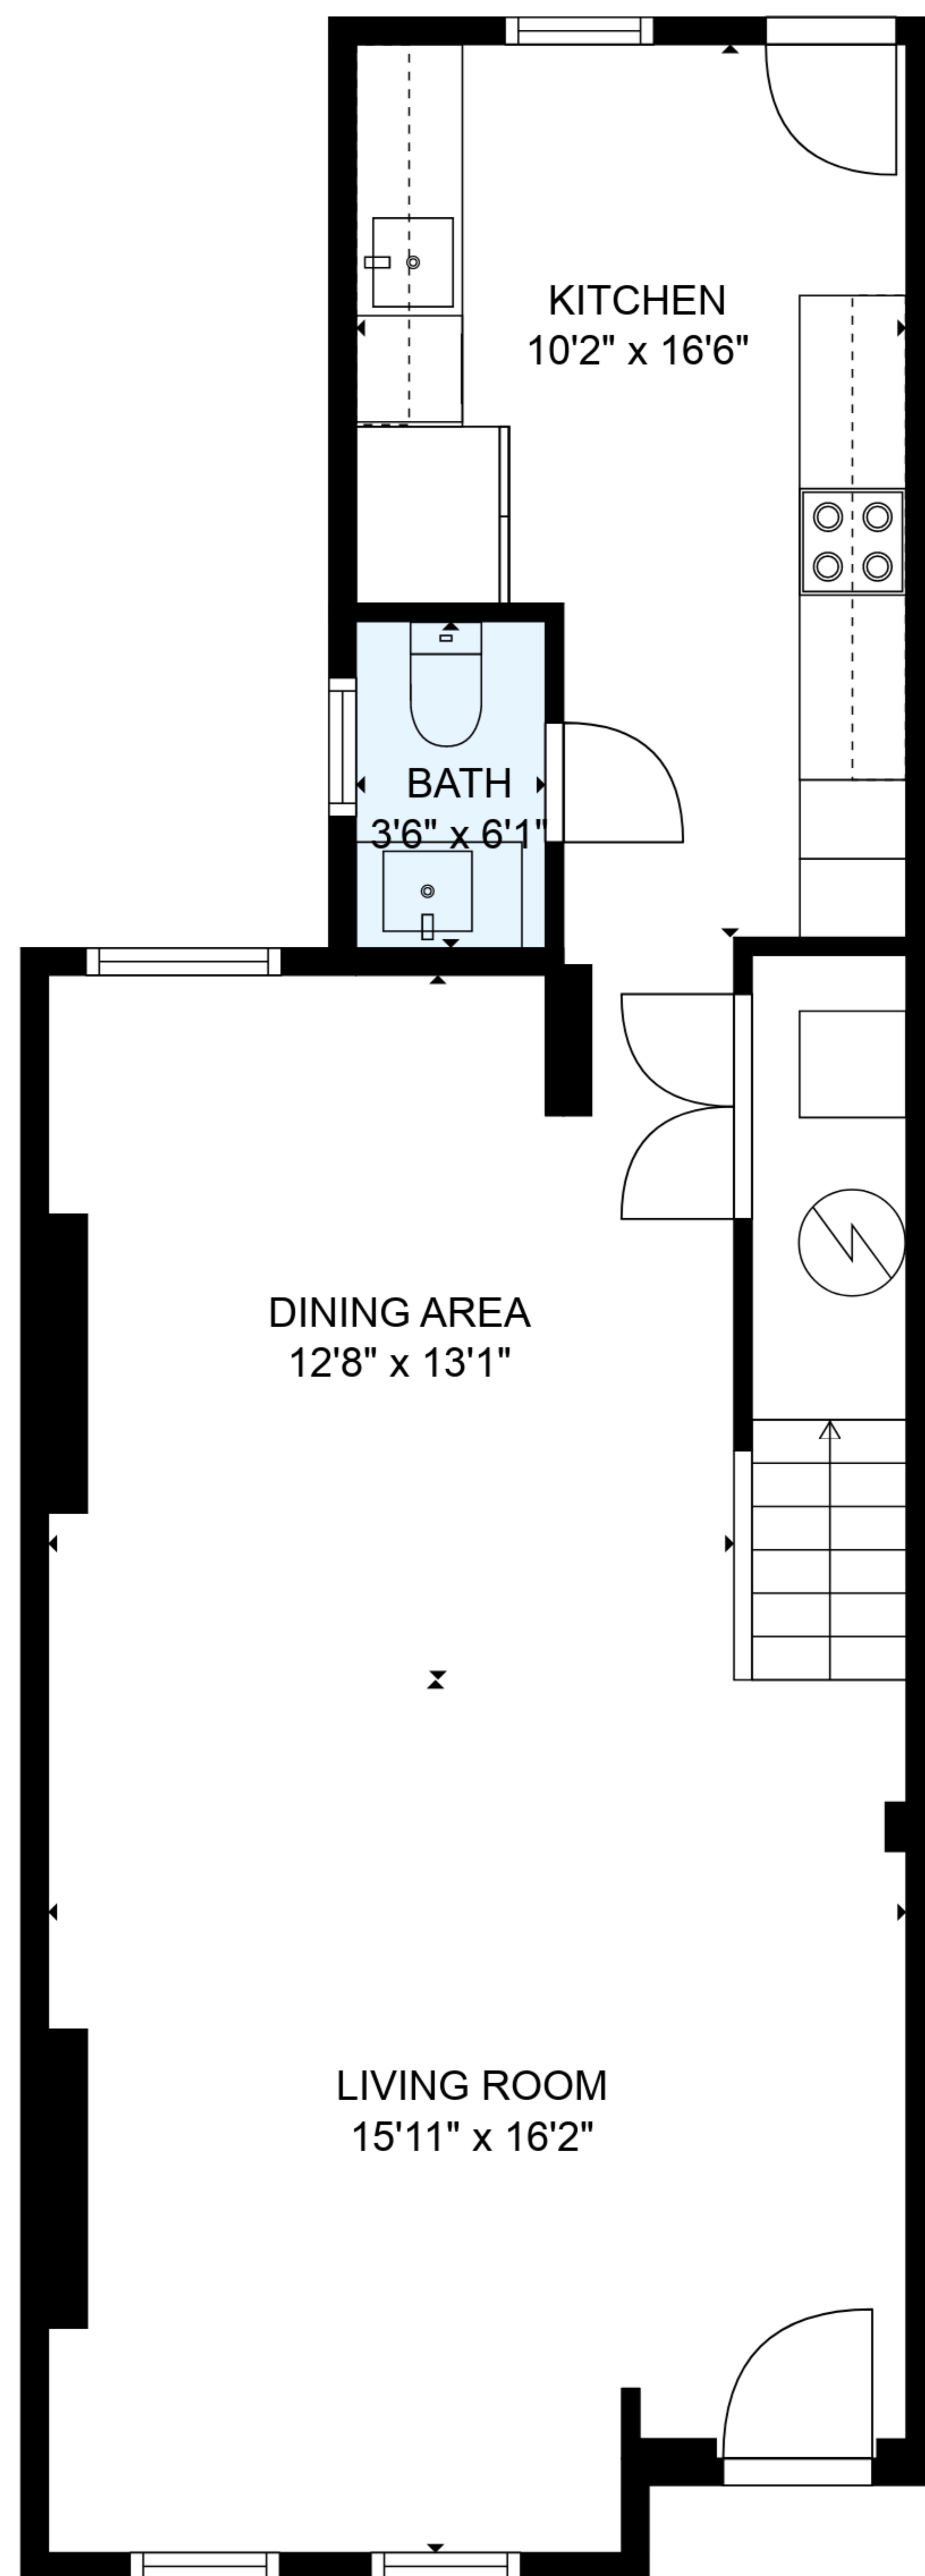 KITCHEN
10'2" x 16'6"
BATH
3'6" x 6'1"
DINING AREA
12'8" x 13'1"
LIVING ROOM
15'11" x 16'2"